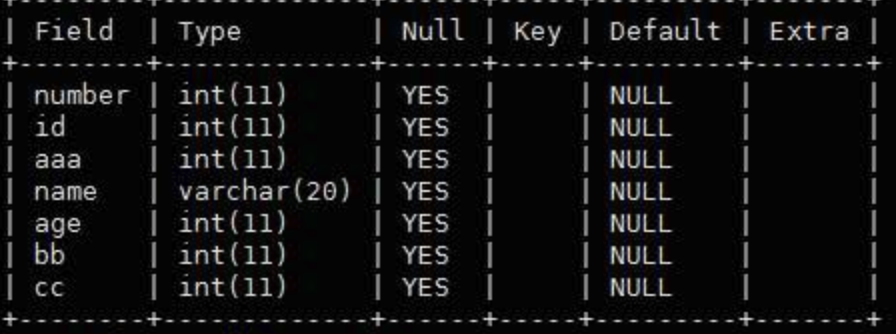 | Field | Type | Null | Key | Default | Extra |
+--------+-------------+------+-----+---------+-------+
| number | int(11) | YES | | NULL | |
| id | int(11) | YES | | NULL | |
| aaa | int(11) | YES | | NULL | |
| name | varchar(20) | YES | | NULL | |
| age | int(11) | YES | | NULL | |
| bb | int(11) | YES | | NULL | |
| cc | int(11) | YES | | NULL | |
+--------+-------------+------+-----+---------+-------+